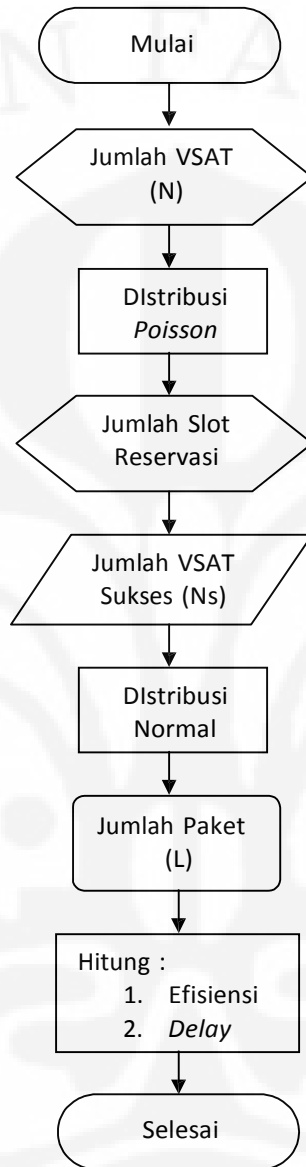 Mulai
Jumlah VSAT
(N)
DIstribusi
Poisson
Jumlah Slot
Reservasi
Jumlah VSAT
Sukses (Ns)
DIstribusi
Normal
Jumlah Paket
(L)
Hitung :
1. Efisiensi
2. Delay
Selesai